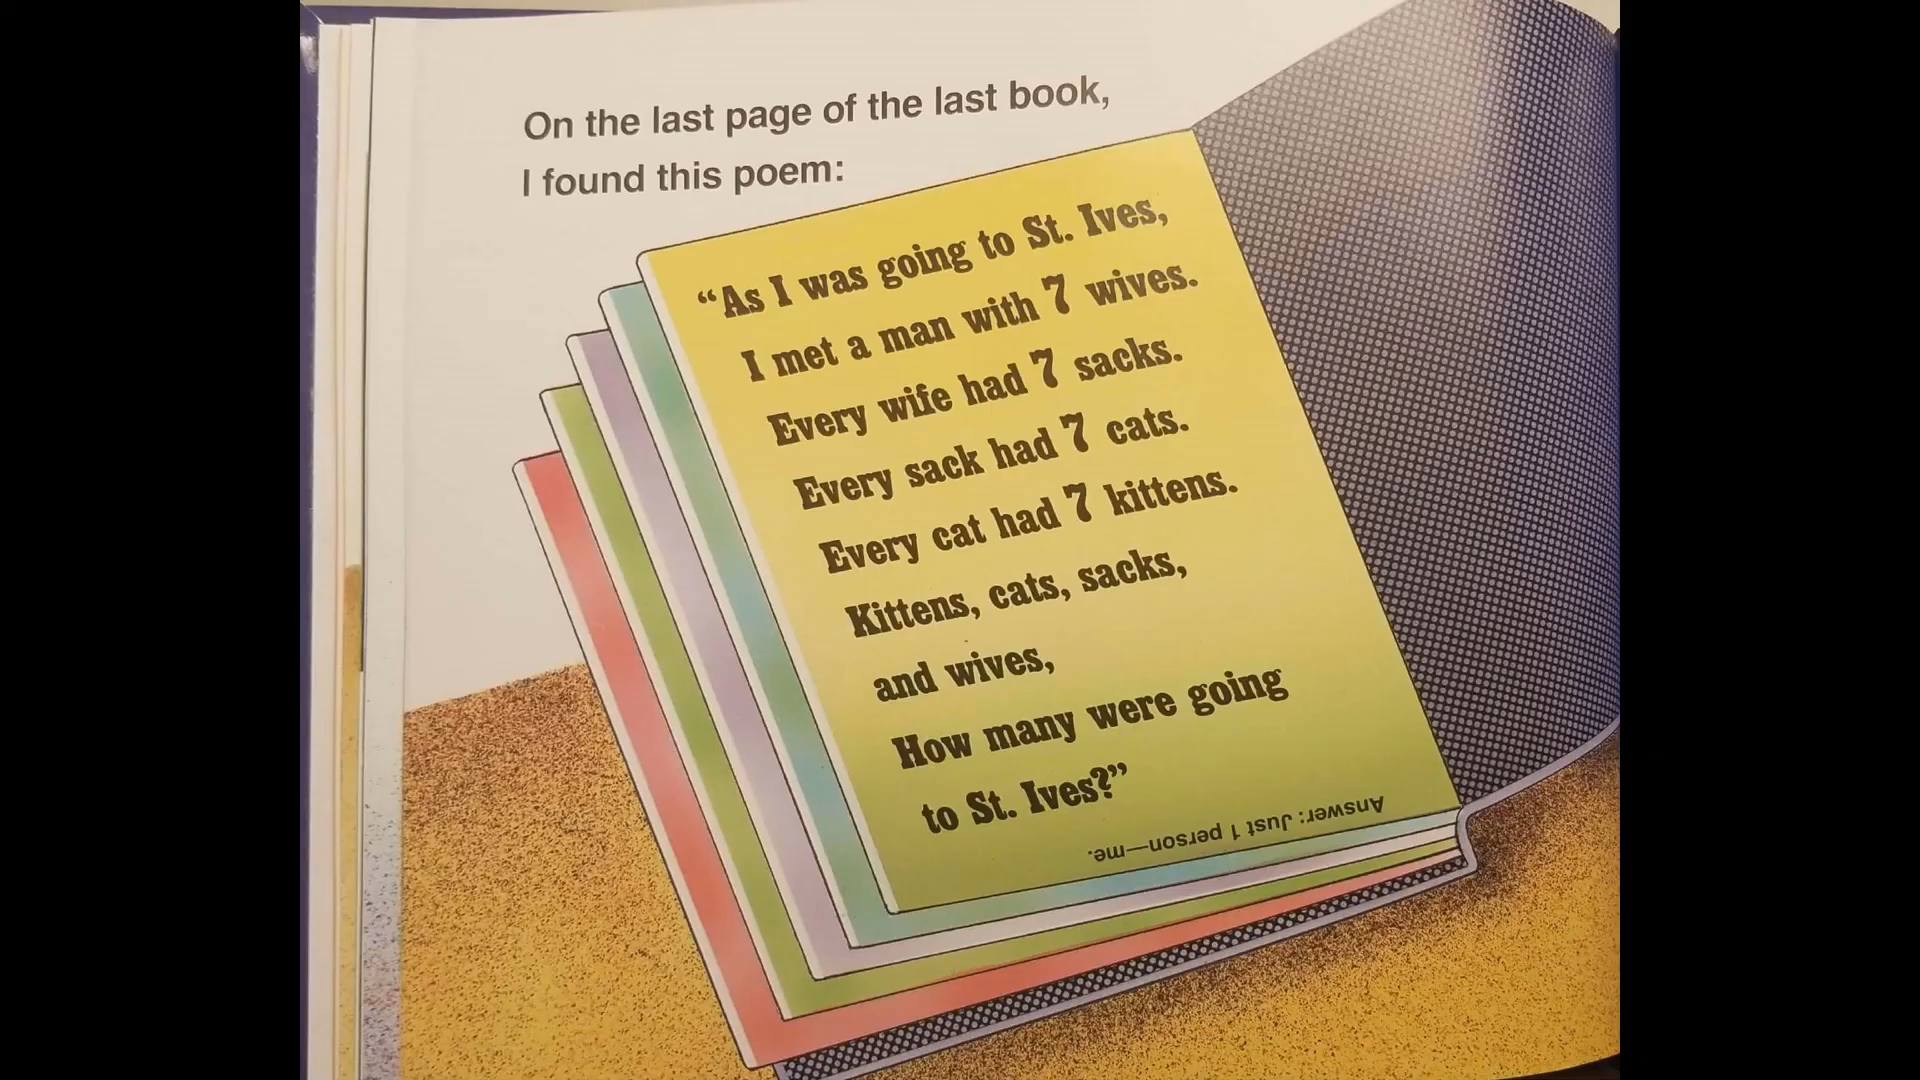 On the last page of the last book,
I found this poem:
“As I was going to St. Ives,
I met a man with 7 wives.
Every wife had 7 sacks.
Every sack had 7 cats.
Every cat had 7 kittens.
Kittens, cats, sacks,
and wives,
How many were going
to St. Ives?”
Answer: Just 1 person—me.